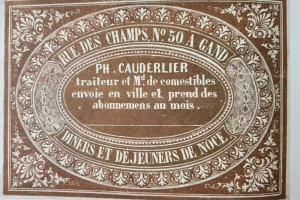 RUE DES CHAMPS, No 50 A GAND
PH. CAUDERLIER
traiteur et Md. de comestibles
envoie en ville et prend des
abonnemens au mois.
DINERS ET DEJEUNERS DE NOCE